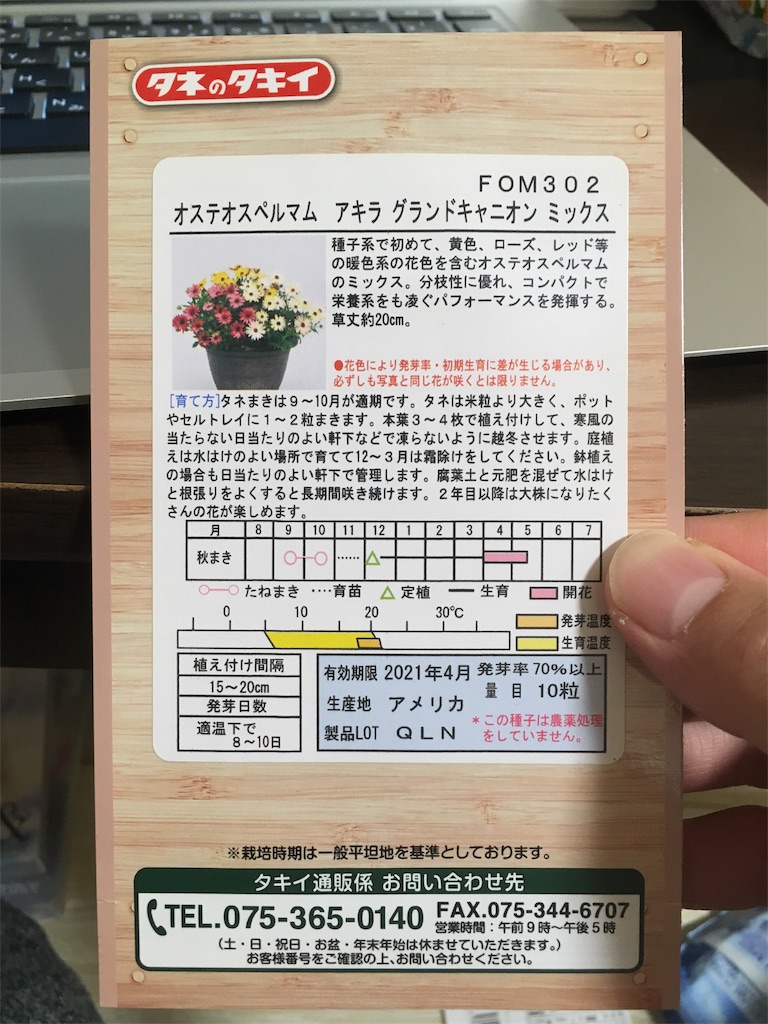 タネのタキイ
FOM302
オステオスペルマム アキラ グランドキャニオン ミックス
種子系で初めて、黄色、ローズ、レッド等
の暖色系の花色を含むオステオスペルマム
のミックス。分枝性に優れ、コンパクトで
栄養系をも凌ぐパフォーマンスを発揮する。
草丈約20cm。
●花色により発芽率・初期生育に差が生じる場合があり、
必ずしも写真と同じ花が咲くとは限りません。
[育て方]タネまきは9～10月が適期です。タネは米粒より大きく、ポット
やセルトレイに1～2粒まきます。本葉3～4枚で植え付けして、寒風の
当たらない日当たりのよい軒下などで凍らないように越冬させます。庭植
えは水はけのよい場所で育てて12～3月は霜除けをしてください。鉢植え
の場合も日当たりのよい軒下で管理します。腐葉土と元肥を混ぜて水はけ
と根張りをよくすると長期間咲き続けます。2年目以降は大株になりたく
さんの花が楽しめます。
月 8 9 10 11 12 1 2 3 4 5 6 7
秋まき
たねまき ‥‥育苗 △定植 ━生育 開花
0 10 20 30℃
発芽温度
生育温度
植え付け間隔
15～20cm
発芽日数
適温下で
8～10日
有効期限 2021年4月 発芽率70%以上
生産地 アメリカ 量 目 10粒
製品LOT QLN
*この種子は農薬処理
をしていません。
※栽培時期は一般平坦地を基準としております。
タキイ通販係 お問い合わせ先
TEL.075-365-0140 FAX.075-344-6707
営業時間：午前9時～午後5時
(土・日・祝日・お盆・年末年始は休ませていただきます。)
お客様番号をご確認の上、お問い合わせください。